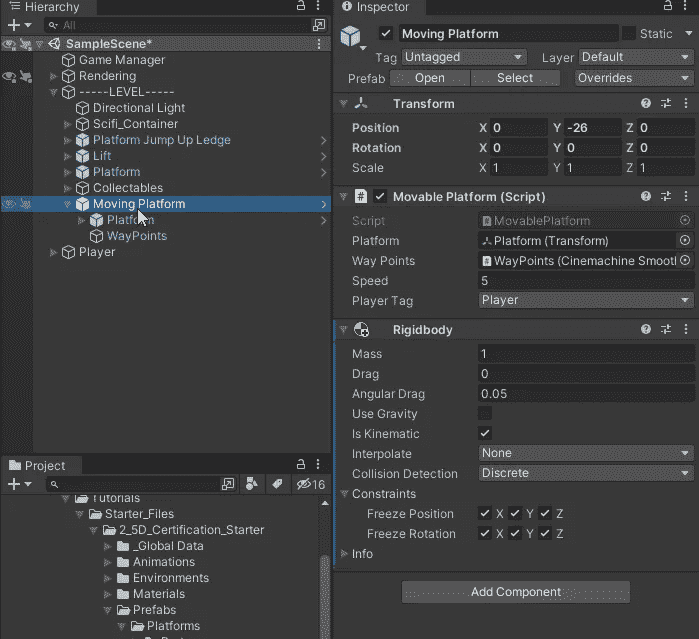 Hierarchy
All
SampleScene*
Game Manager
Rendering
-----LEVEL-----
Directional Light
Scifi_Container
Platform Jump Up Ledge
Lift
Platform
Collectables
Moving Platform
Platform
WayPoints
Player
Project
16
Tutorials
Starter_Files
2_5D_Certification_Starter
_Global Data
Animations
Environments
Materials
Prefabs
Platforms
Inspector
Moving Platform Static
Tag Untagged Layer Default
Prefab Open Select Overrides
Transform
Position X 0 Y -26 Z 0
Rotation X 0 Y 0 Z 0
Scale X 1 Y 1 Z 1
# Movable Platform (Script)
Script MovablePlatform
Platform Platform (Transform)
Way Points WayPoints (Cinemachine Smootl
Speed 5
Player Tag Player
Rigidbody
Mass 1
Drag 0
Angular Drag 0.05
Use Gravity
Is Kinematic
Interpolate None
Collision Detection Discrete
Constraints
Freeze Position X Y Z
Freeze Rotation X Y Z
Info
Add Component